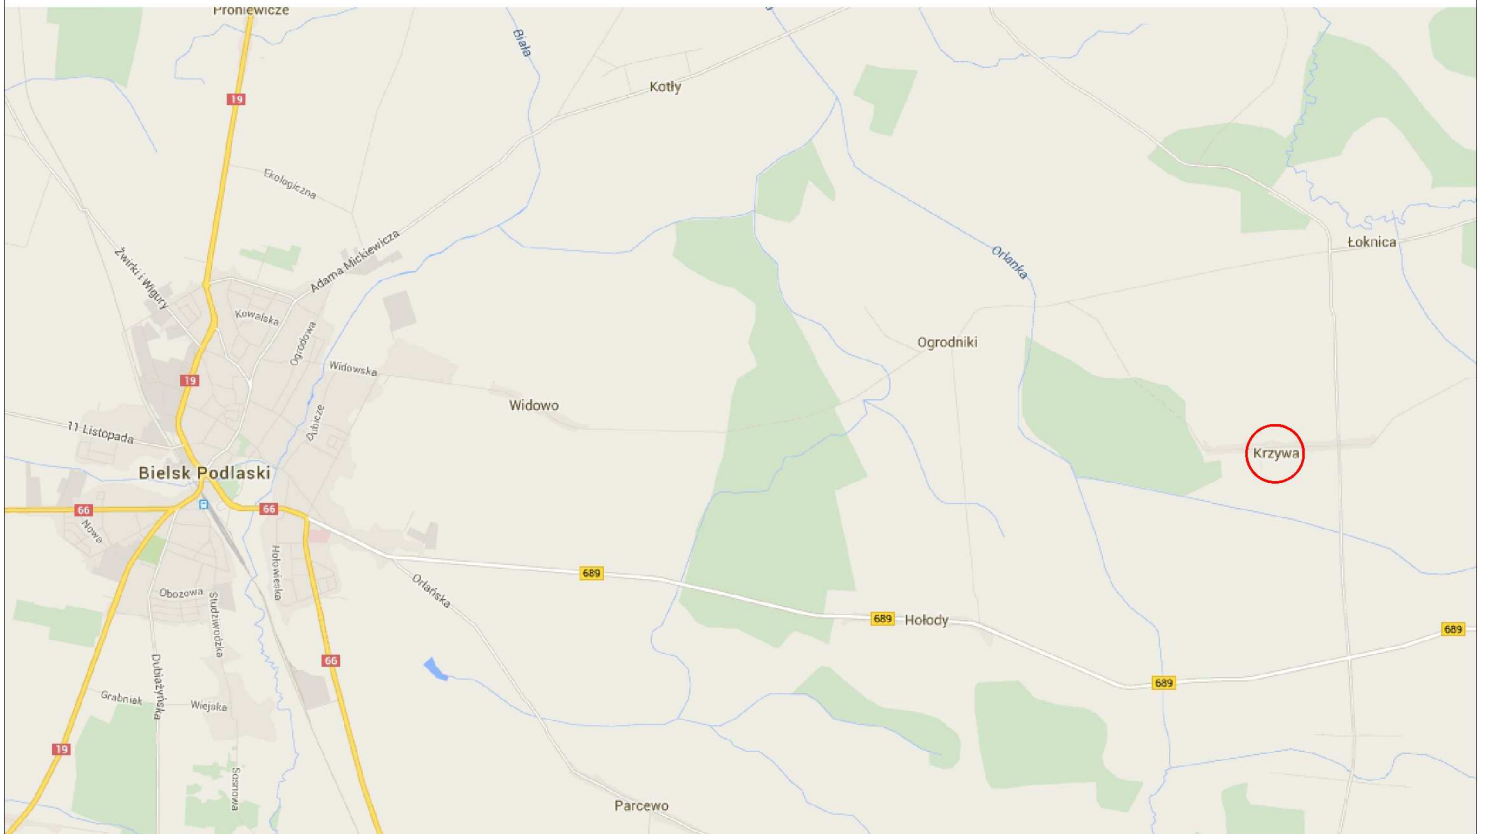 Proniewicze
Biała
Kotły
19
Ekologiczna
Żwirki i Wigury
Adama Mickiewicza
Łoknica
Orlanka
Kowalska
Ogrodowa
Ogrodniki
Widowska
19
Widowo
Dubicze
11 Listopada
Krzywa
Bielsk Podlaski
66
66
Nowa
Hołowieska
689
Orlańska
Obozowa
Studziwodzka
689
Hołody
689
66
Dubiażyńska
689
Grabniak
Wiejska
19
Sosnowa
Parcewo